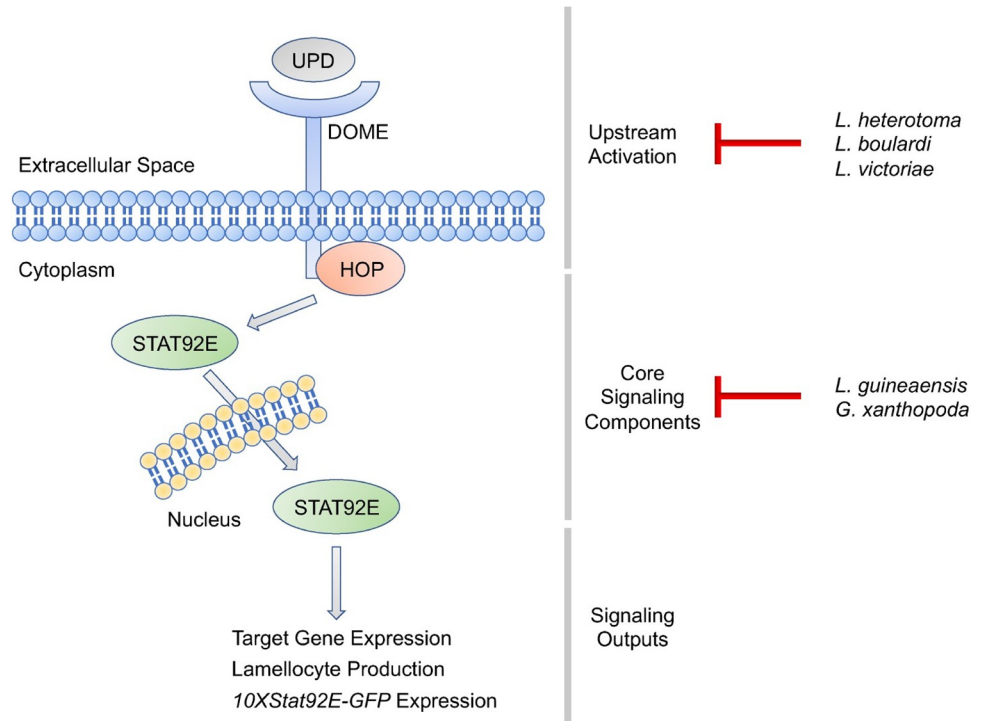 UPD
DOME
Extracellular Space
Cytoplasm
HOP
STAT92E
Nucleus
STAT92E
Target Gene Expression
Lamellocyte Production
10XStat92E-GFP Expression
Upstream
Activation
L. heterotoma
L. boulardi
L. victoriae
Core
Signaling
Components
L. guineaensis
G. xanthopoda
Signaling
Outputs